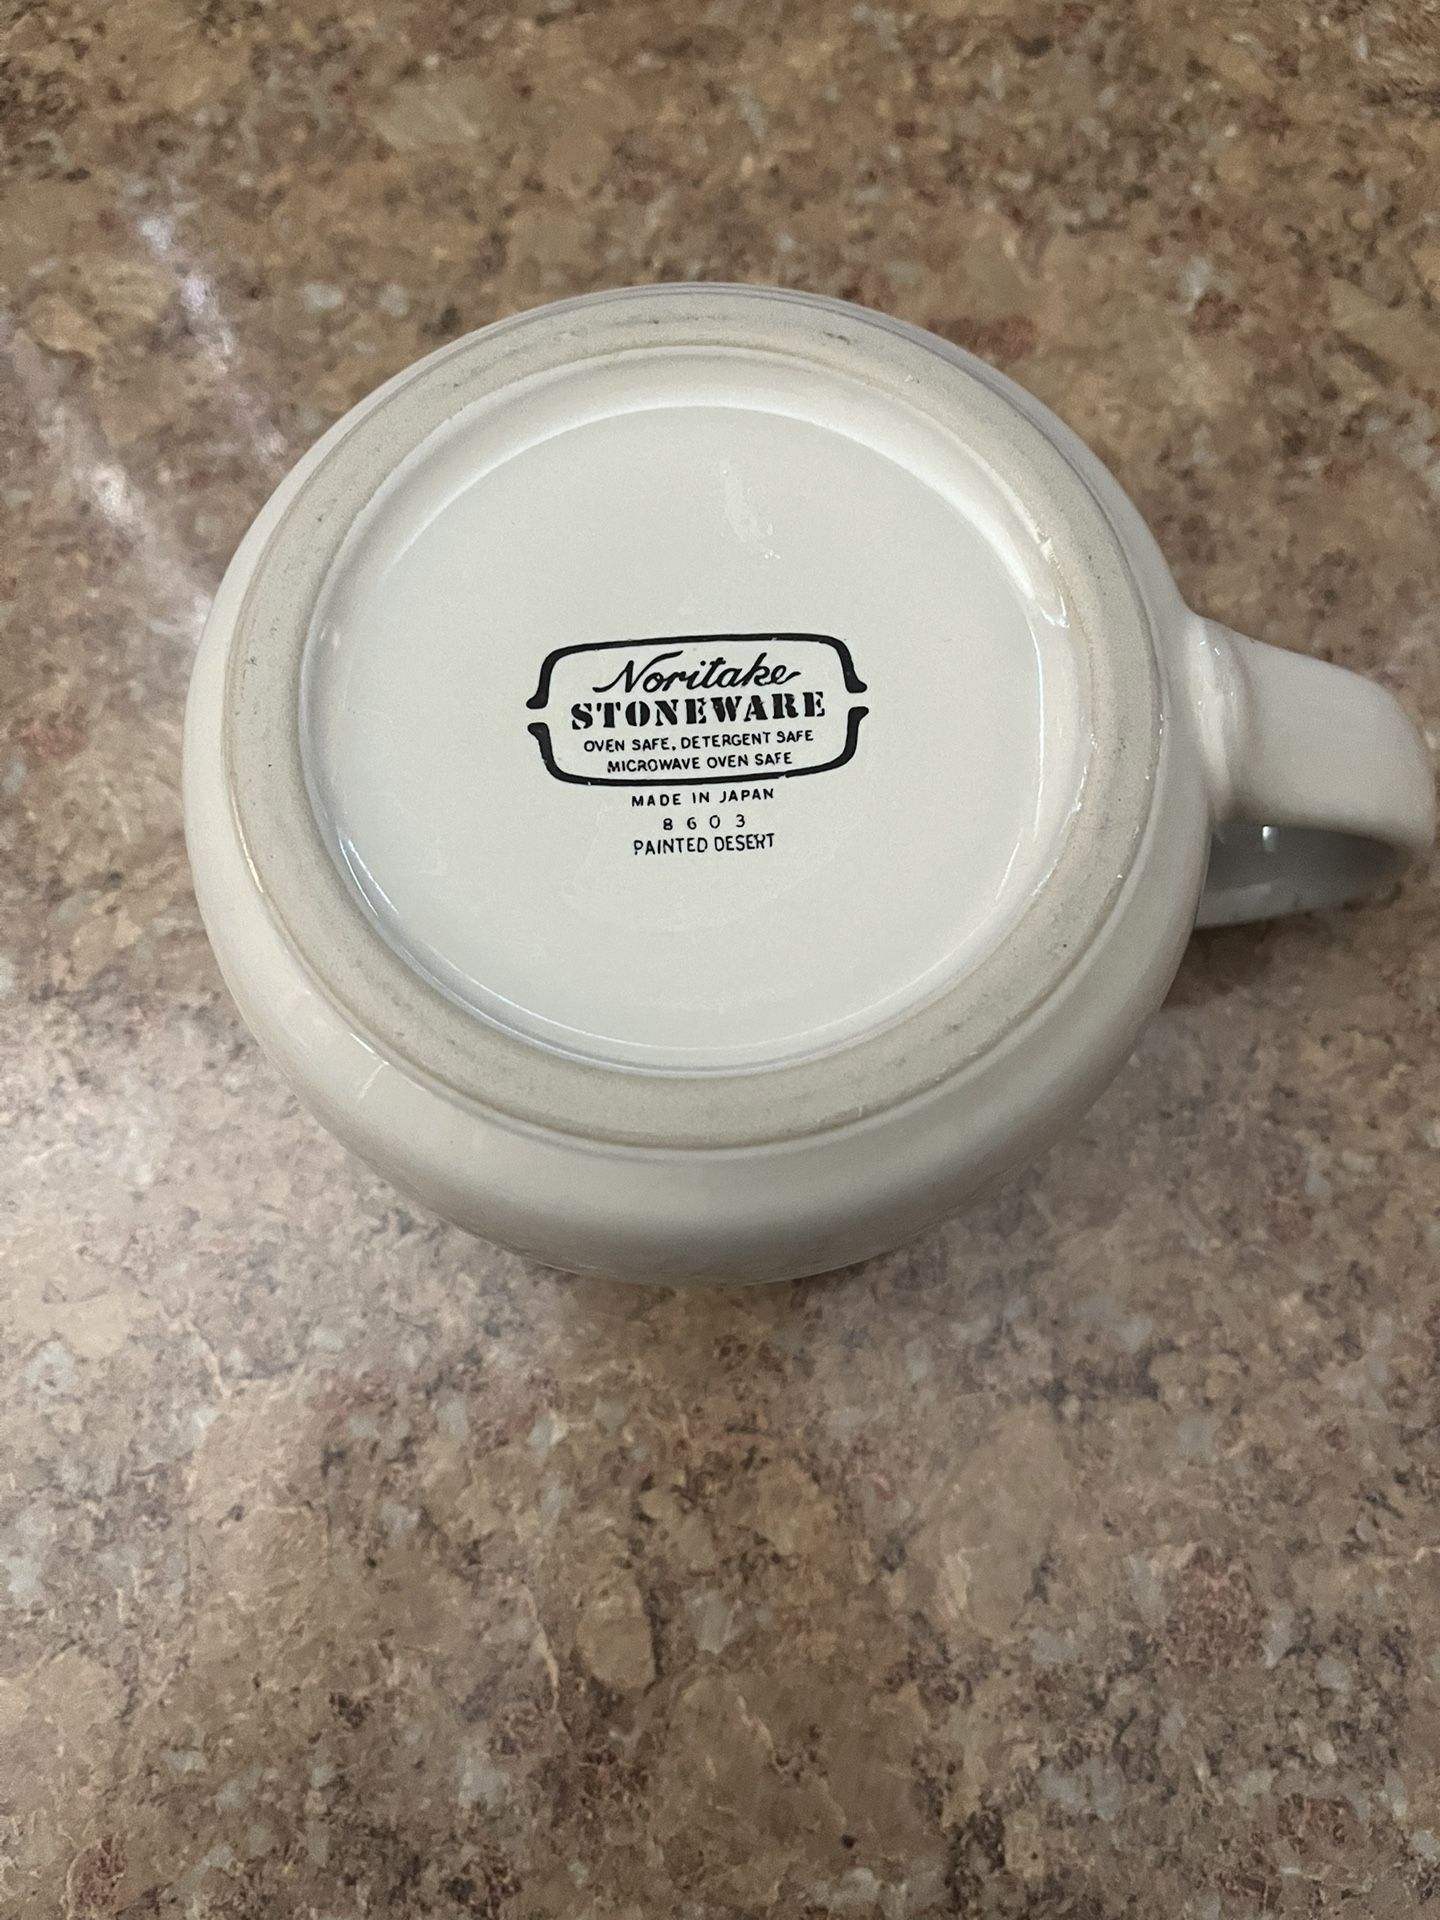 Noritake
STONEWARE
OVEN SAFE, DETERGENT SAFE
MICROWAVE OVEN SAFE
MADE IN JAPAN
8603
PAINTED DESERT